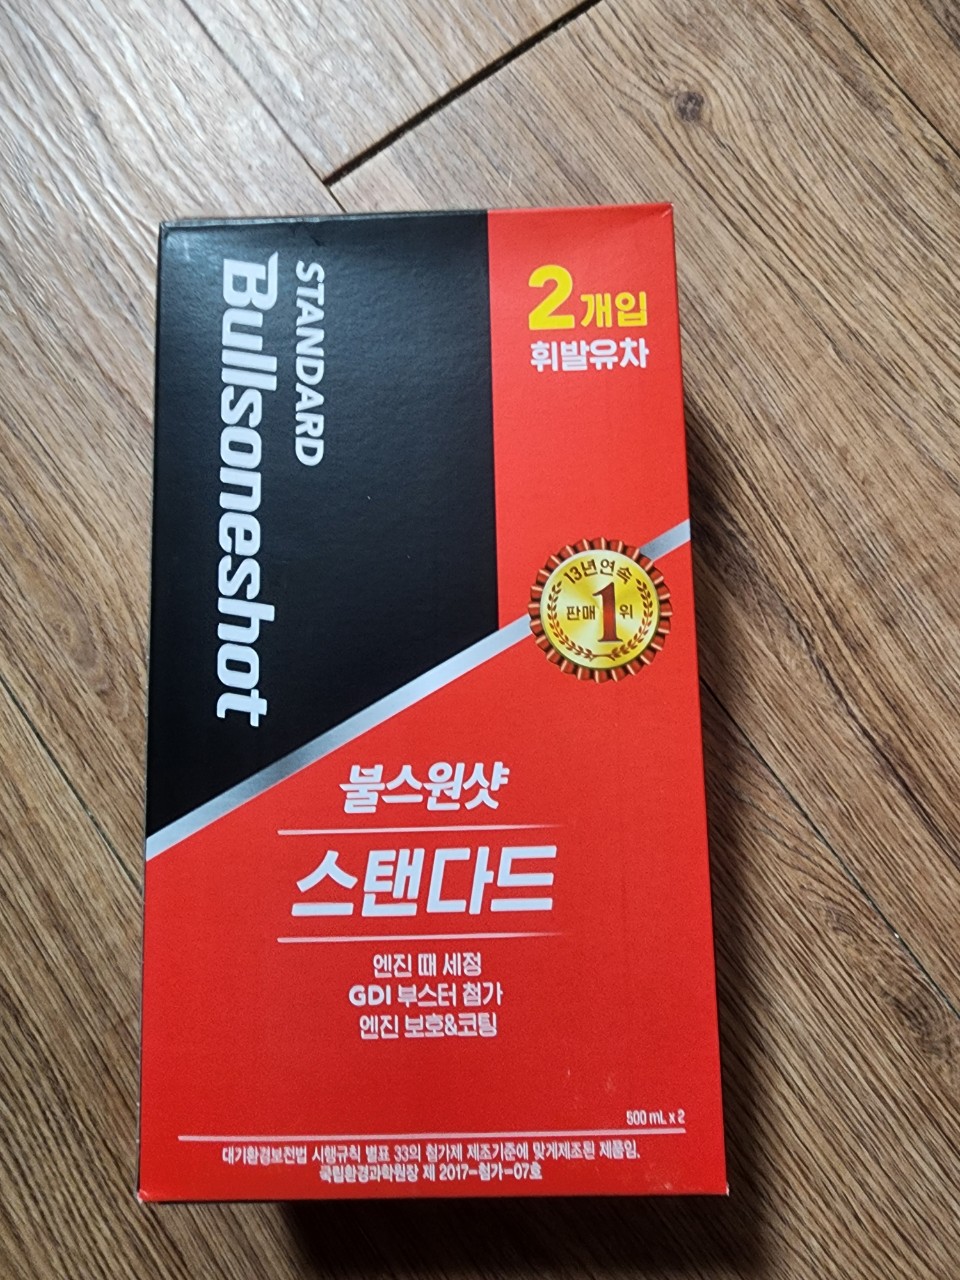 STANDARD
Bullsoneshot
2개입
휘발유차
13년연속
판매 1위
불스원샷
스탠다드
엔진 때 세정
GDI 부스터 첨가
엔진 보호&코팅
500 mL x 2
대기환경보전법 시행규칙 별표 33의 첨가제 제조기준에 맞게제조된 제품임.
국립환경과학원장 제 2017-첨가-07호